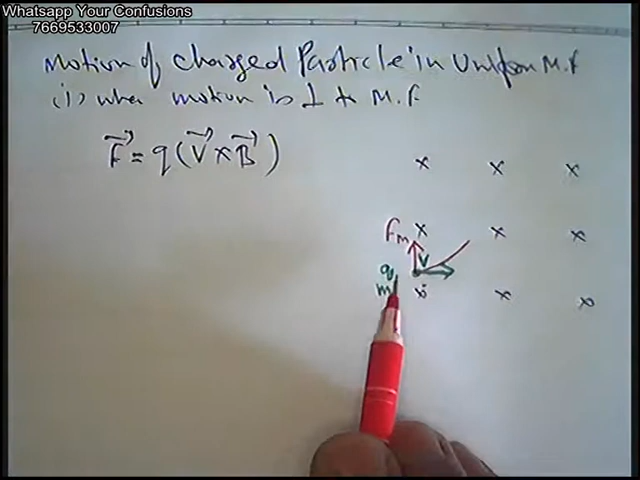 Whatsapp Your Confusions
7669533007
Motion of charged Particle in Uniform M.F
(i) when motion is ⊥ to M.F
F⃗ = q(V⃗ × B⃗)
x x x
Fm x x x
q V
m x x x